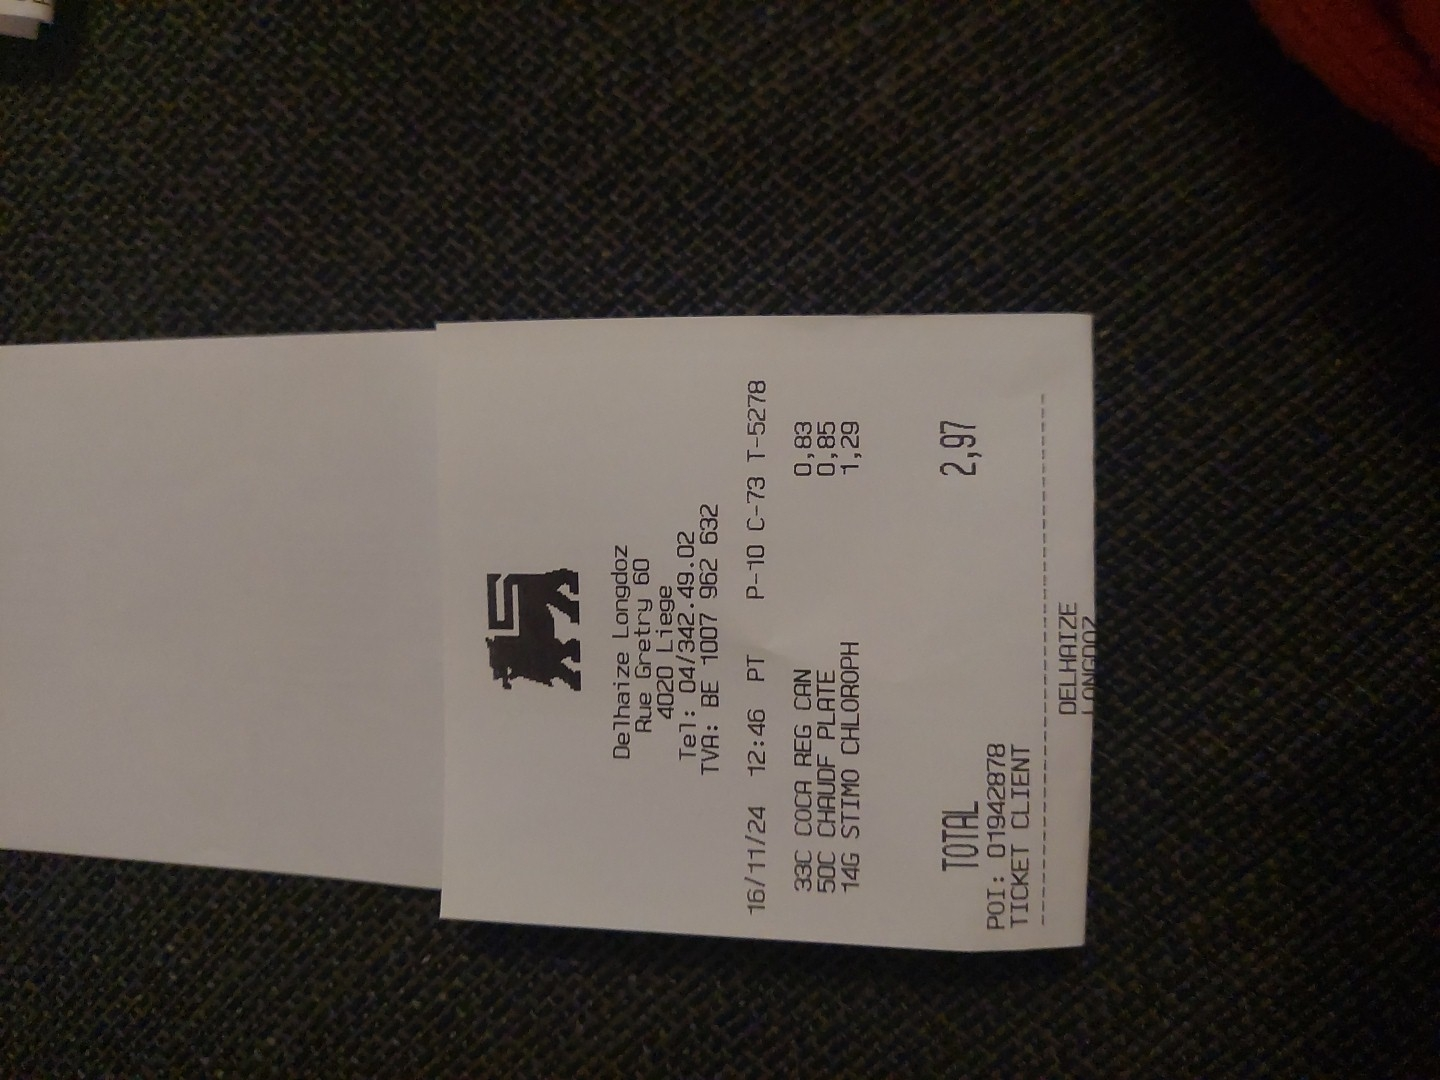 Delhaize Longdoz
Rue Gretry 60
4020 Liege
Tel: 04/342.49.02
TVA: BE 1007 962 632
16/11/24 12:46 PT P-10 C-73 T-5278
33C COCA REG CAN 0,83
50C CHAUDF PLATE 0,85
14G STIMO CHLOROPH 1,29
TOTAL 2,97
POI: 01942878
TICKET CLIENT
DELHAIZE
LONGDOZ